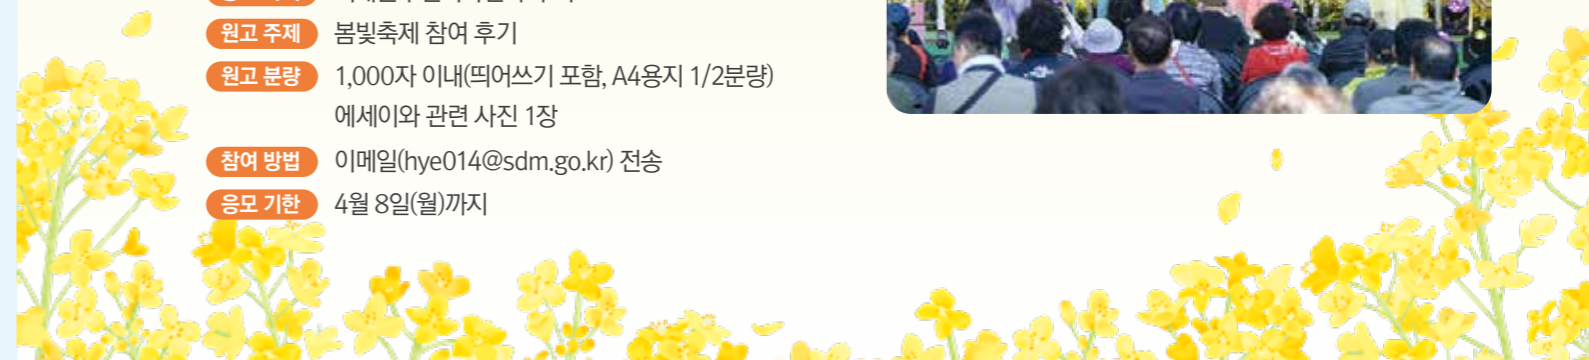 원고 주제 봄빛축제 참여 후기
원고 분량 1,000자 이내(띄어쓰기 포함, A4용지 1/2분량)
에세이와 관련 사진 1장
참여 방법 이메일(hye014@sdm.go.kr) 전송
응모 기한 4월 8일(월)까지